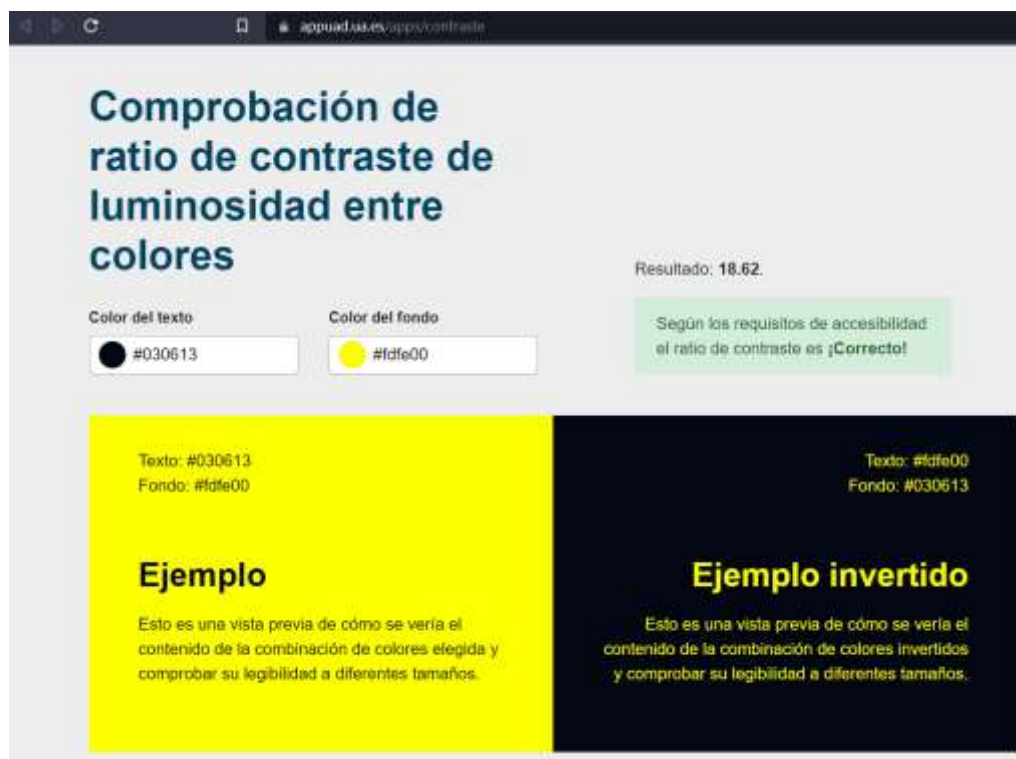 appuad.ua.es/apps/contraste
Comprobación de
ratio de contraste de
luminosidad entre
colores
Resultado: 18.62.
Color del texto
Color del fondo
#030613
#fdfe00
Según los requisitos de accesibilidad
el ratio de contraste es ¡Correcto!
Texto: #030613
Fondo: #fdfe00
Ejemplo
Esto es una vista previa de cómo se vería el
contenido de la combinación de colores elegida y
comprobar su legibilidad a diferentes tamaños.
Texto: #fdfe00
Fondo: #030613
Ejemplo invertido
Esto es una vista previa de cómo se vería el
contenido de la combinación de colores invertidos
y comprobar su legibilidad a diferentes tamaños.